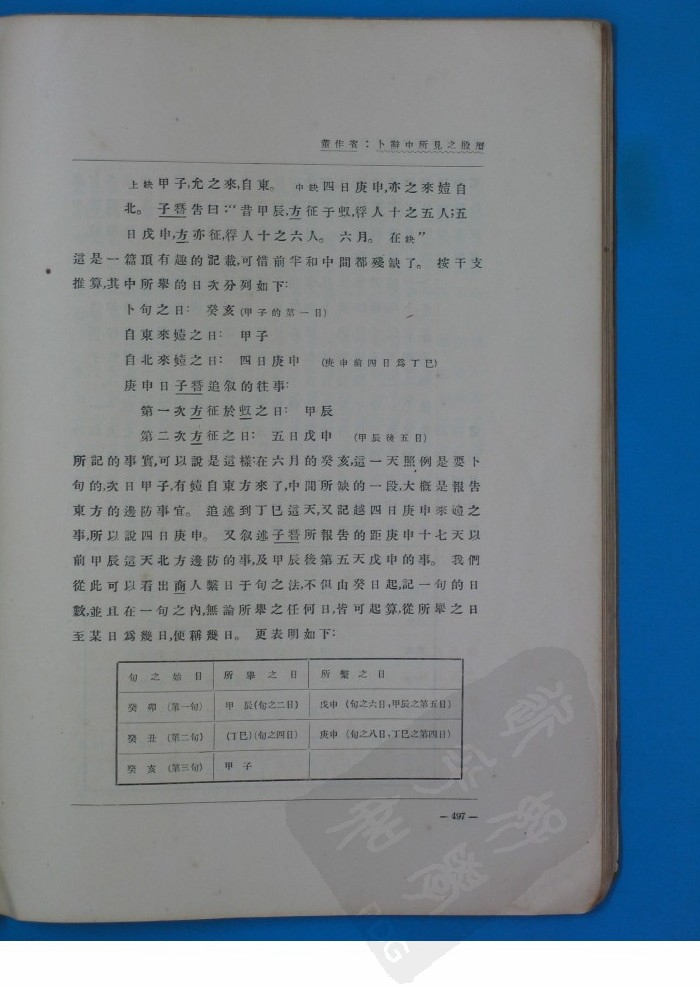 董作賓：卜辭中所見之殷曆
上缺甲子,允之來,自東。 中缺四日庚申,亦之來嬄自
北。 子䇂告曰:“昔甲辰,方征于䖒,俘人十之五人;五
日戊申,方亦征,俘人十之六人。 六月。 在缺”
這是一篇頂有趣的記載,可惜前半和中間都殘缺了。 按干支
推算,其中所舉的日次分列如下:
卜旬之日: 癸亥 (甲子的第一日)
自東來之日: 甲子
自北來之日: 四日庚申 (庚申前四日爲丁巳)
庚申日子追叙的往事:
第一次方征於之日: 甲辰
第二次方征之日: 五日戊申 (甲辰後五日)
所記的事實,可以說是這樣:在六月的癸亥,這一天照例是要卜
旬的,次日甲子,有自東方來了,中間所缺的一段,大概是報告
東方的邊防事宜。 追述到丁巳這天,又記越四日庚申來之
事,所以說四日庚申。 又叙述子所報告的距庚申十七天以
前甲辰這天北方邊防的事,及甲辰後第五天戊申的事。 我們
從此可以看出商人繫日于旬之法,不但由癸日起,記一旬的日
數,並且在一旬之內,無論所舉之任何日,皆可起算,從所舉之日
至某日爲幾日,便稱幾日。 更表明如下:
旬之始日 所舉之日 所繫之日
癸卯 (第一旬) 甲辰(旬之二日) 戊申 (旬之六日,甲辰之第五日)
癸丑 (第二旬) (丁巳)(旬之四日) 庚申 (旬之八日,丁巳之第四日)
癸亥 (第三旬) 甲子
— 497 —